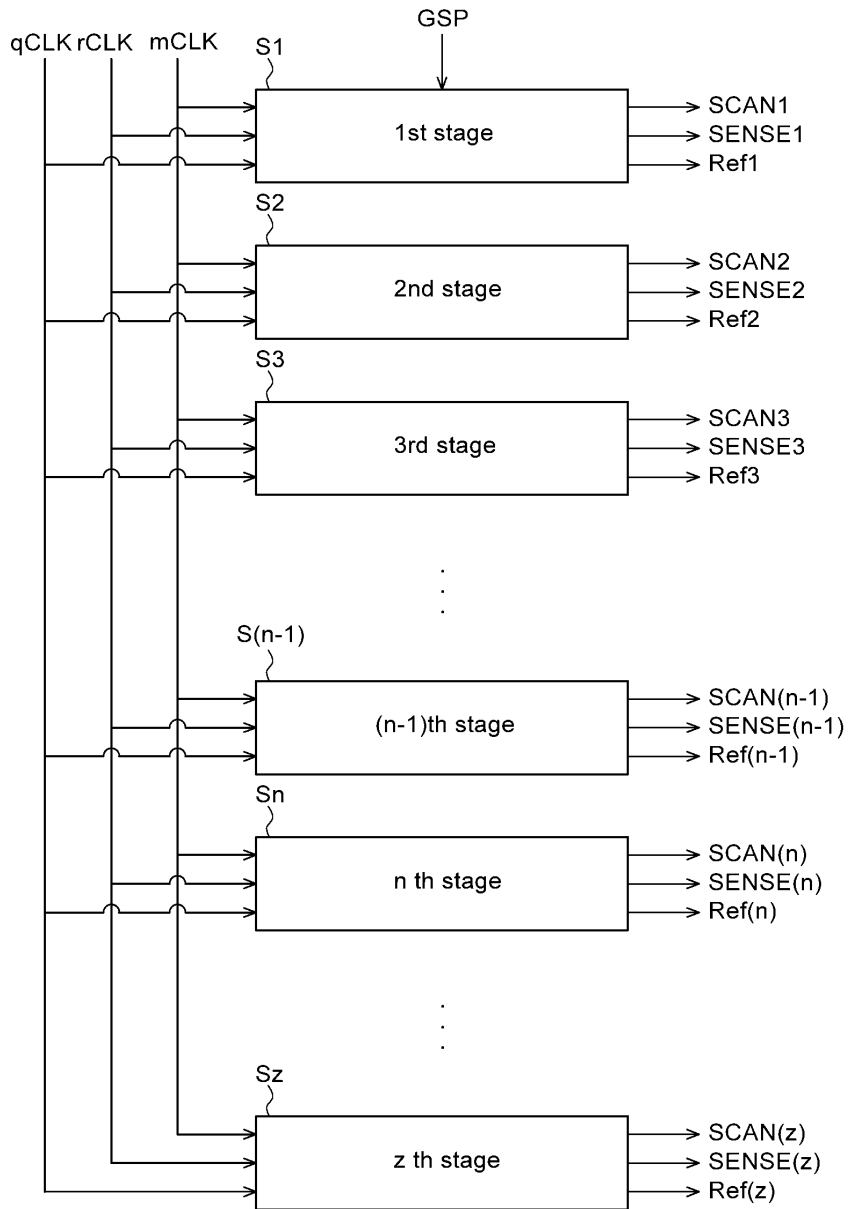 GSP
qCLK rCLK mCLK
S1
1st stage
SCAN1
SENSE1
Ref1
S2
2nd stage
SCAN2
SENSE2
Ref2
S3
3rd stage
SCAN3
SENSE3
Ref3
S(n-1)
(n-1)th stage
SCAN(n-1)
SENSE(n-1)
Ref(n-1)
Sn
n th stage
SCAN(n)
SENSE(n)
Ref(n)
Sz
z th stage
SCAN(z)
SENSE(z)
Ref(z)